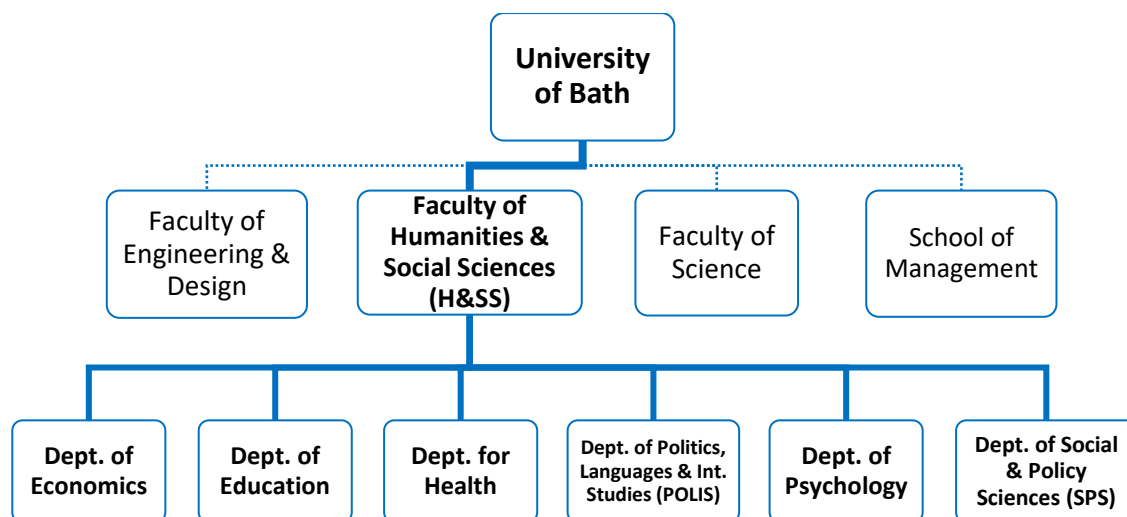 University
of Bath
Faculty of
Engineering &
Design
Faculty of
Humanities &
Social Sciences
(H&SS)
Faculty of
Science
School of
Management
Dept. of
Economics
Dept. of
Education
Dept. for
Health
Dept. of Politics,
Languages & Int.
Studies (POLIS)
Dept. of
Psychology
Dept. of Social
& Policy
Sciences (SPS)